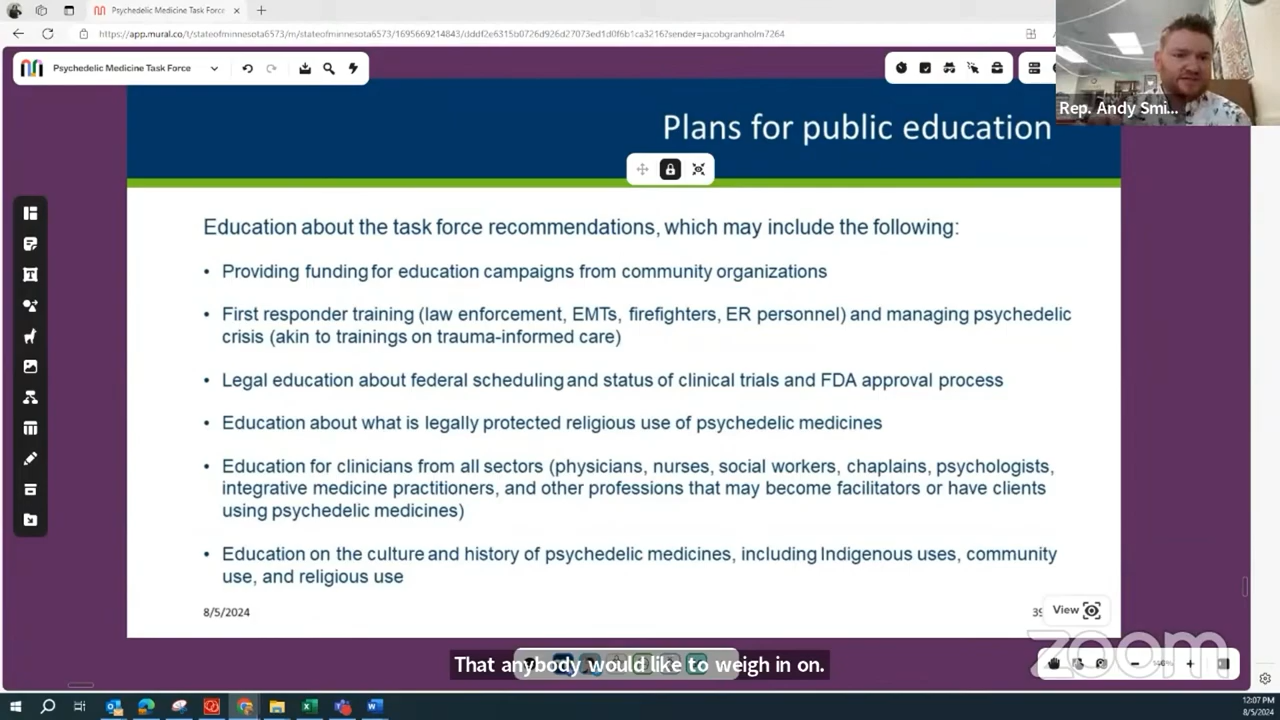 Psychedelic Medicine Task Force
https://app.mural.co/t/stateofminnesota6573/m/stateofminnesota6573/1695669214843/dddf2e6315b0726d926d27073ed1d0f6b1ca3216?sender=jacobgranholm7264
Psychedelic Medicine Task Force
Rep. Andy Smi...
Plans for public education
Education about the task force recommendations, which may include the following:
• Providing funding for education campaigns from community organizations
• First responder training (law enforcement, EMTs, firefighters, ER personnel) and managing psychedelic
crisis (akin to trainings on trauma-informed care)
• Legal education about federal scheduling and status of clinical trials and FDA approval process
• Education about what is legally protected religious use of psychedelic medicines
• Education for clinicians from all sectors (physicians, nurses, social workers, chaplains, psychologists,
integrative medicine practitioners, and other professions that may become facilitators or have clients
using psychedelic medicines)
• Education on the culture and history of psychedelic medicines, including Indigenous uses, community
use, and religious use
8/5/2024
39
View
zoom
That anybody would like to weigh in on.
12:07 PM
8/5/2024